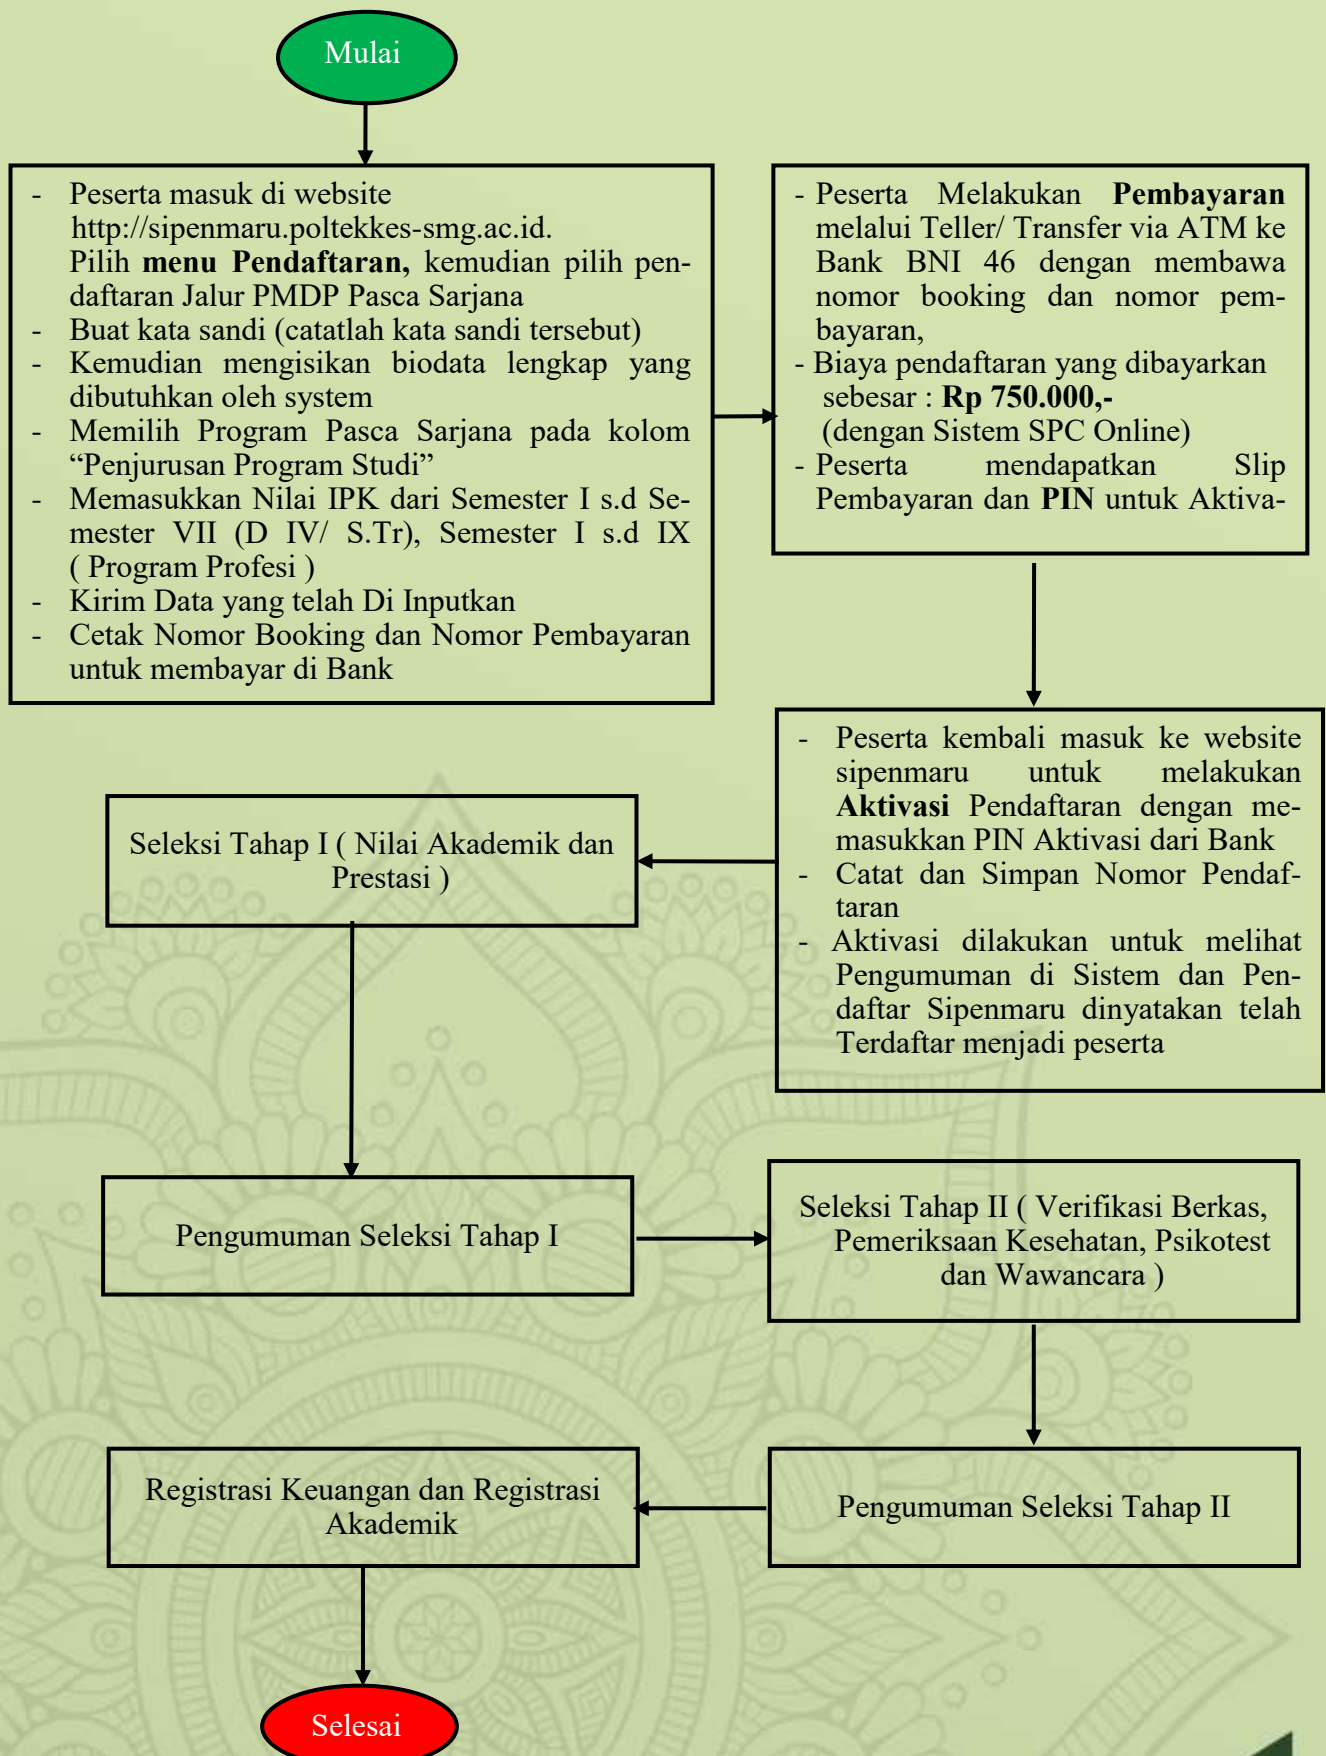 Mulai
- Peserta masuk di website
http://sipenmaru.poltekkes-smg.ac.id.
Pilih menu Pendaftaran, kemudian pilih pen-
daftaran Jalur PMDP Pasca Sarjana
- Buat kata sandi (catatlah kata sandi tersebut)
- Kemudian mengisikan biodata lengkap yang
dibutuhkan oleh system
- Memilih Program Pasca Sarjana pada kolom
“Penjurusan Program Studi”
- Memasukkan Nilai IPK dari Semester I s.d Se-
mester VII (D IV/ S.Tr), Semester I s.d IX
( Program Profesi )
- Kirim Data yang telah Di Inputkan
- Cetak Nomor Booking dan Nomor Pembayaran
untuk membayar di Bank
- Peserta Melakukan Pembayaran
melalui Teller/ Transfer via ATM ke
Bank BNI 46 dengan membawa
nomor booking dan nomor pem-
bayaran,
- Biaya pendaftaran yang dibayarkan
sebesar : Rp 750.000,-
(dengan Sistem SPC Online)
- Peserta mendapatkan Slip
Pembayaran dan PIN untuk Aktiva-
- Peserta kembali masuk ke website
sipenmaru untuk melakukan
Aktivasi Pendaftaran dengan me-
masukkan PIN Aktivasi dari Bank
- Catat dan Simpan Nomor Pendaf-
taran
- Aktivasi dilakukan untuk melihat
Pengumuman di Sistem dan Pen-
daftar Sipenmaru dinyatakan telah
Terdaftar menjadi peserta
Seleksi Tahap I ( Nilai Akademik dan
Prestasi )
Pengumuman Seleksi Tahap I
Seleksi Tahap II ( Verifikasi Berkas,
Pemeriksaan Kesehatan, Psikotest
dan Wawancara )
Pengumuman Seleksi Tahap II
Registrasi Keuangan dan Registrasi
Akademik
Selesai